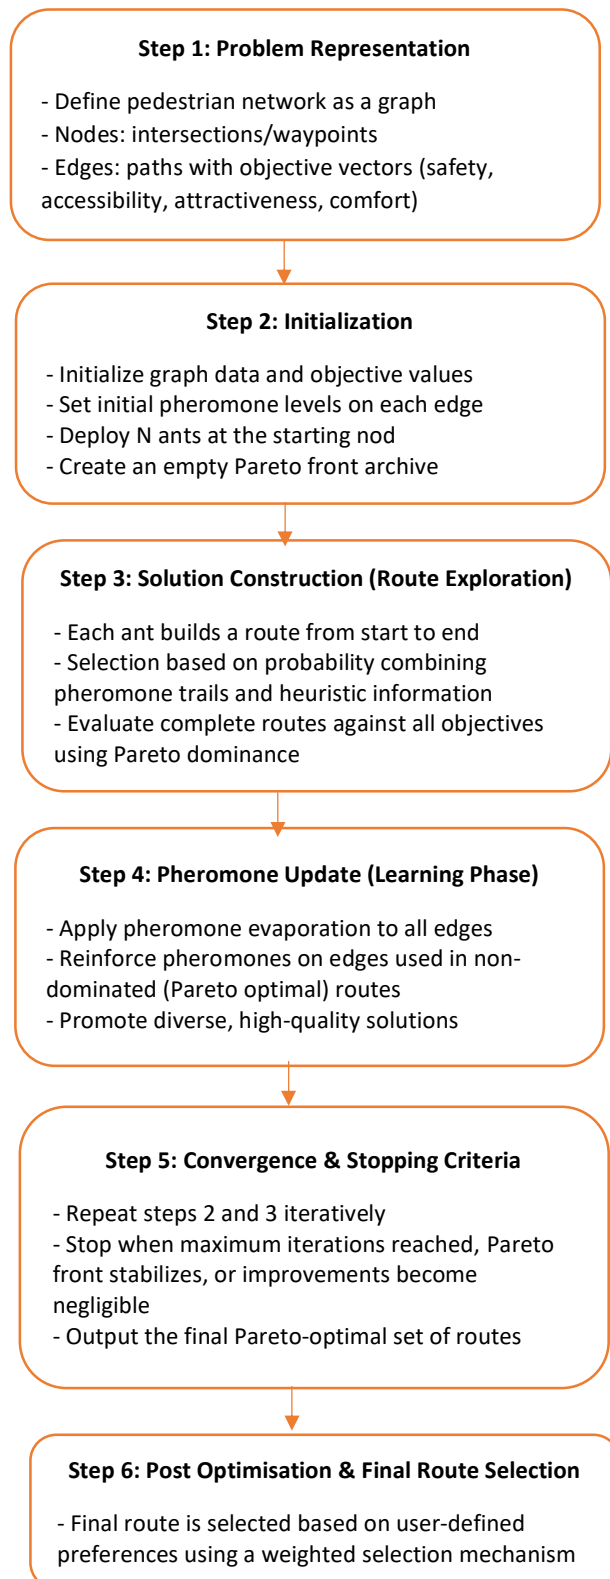 Step 1: Problem Representation
- Define pedestrian network as a graph
- Nodes: intersections/waypoints
- Edges: paths with objective vectors (safety,
accessibility, attractiveness, comfort)
Step 2: Initialization
- Initialize graph data and objective values
- Set initial pheromone levels on each edge
- Deploy N ants at the starting nod
- Create an empty Pareto front archive
Step 3: Solution Construction (Route Exploration)
- Each ant builds a route from start to end
- Selection based on probability combining
pheromone trails and heuristic information
- Evaluate complete routes against all objectives
using Pareto dominance
Step 4: Pheromone Update (Learning Phase)
- Apply pheromone evaporation to all edges
- Reinforce pheromones on edges used in non-
dominated (Pareto optimal) routes
- Promote diverse, high-quality solutions
Step 5: Convergence & Stopping Criteria
- Repeat steps 2 and 3 iteratively
- Stop when maximum iterations reached, Pareto
front stabilizes, or improvements become
negligible
- Output the final Pareto-optimal set of routes
Step 6: Post Optimisation & Final Route Selection
- Final route is selected based on user-defined
preferences using a weighted selection mechanism